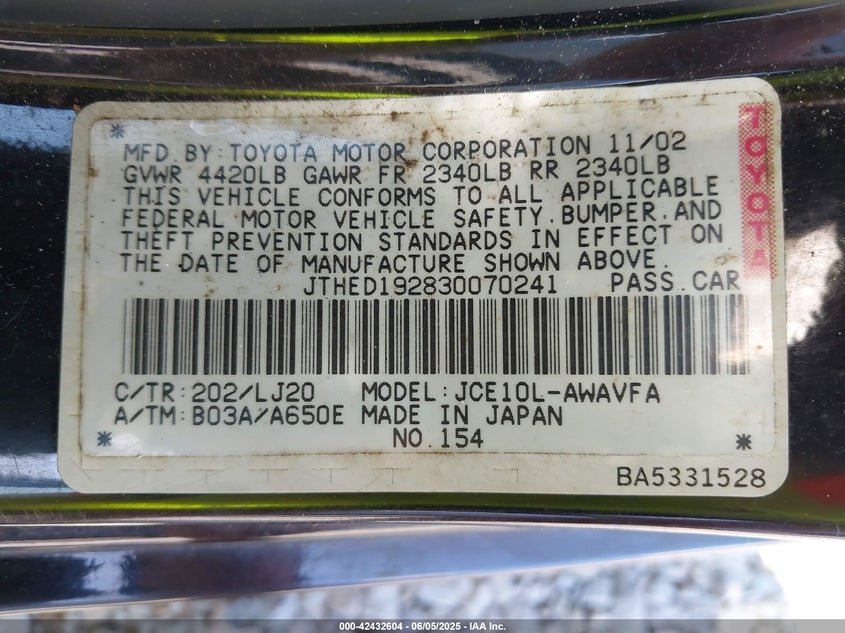 MFD. BY: TOYOTA MOTOR CORPORATION 11/02
GVWR 4420LB GAWR FR 2340LB RR 2340LB
THIS VEHICLE CONFORMS TO ALL APPLICABLE
FEDERAL MOTOR VEHICLE SAFETY, BUMPER, AND
THEFT PREVENTION STANDARDS IN EFFECT ON
THE DATE OF MANUFACTURE SHOWN ABOVE.
JTHED192830070241 PASS. CAR
TOYOTA
C/TR: 202/LJ20 MODEL: JCE10L-AWAVFA
A/TM: B03A/A650E MADE IN JAPAN
NO. 154
BA5331528
000-42432604 | 06/05/2025 - IAA Inc.